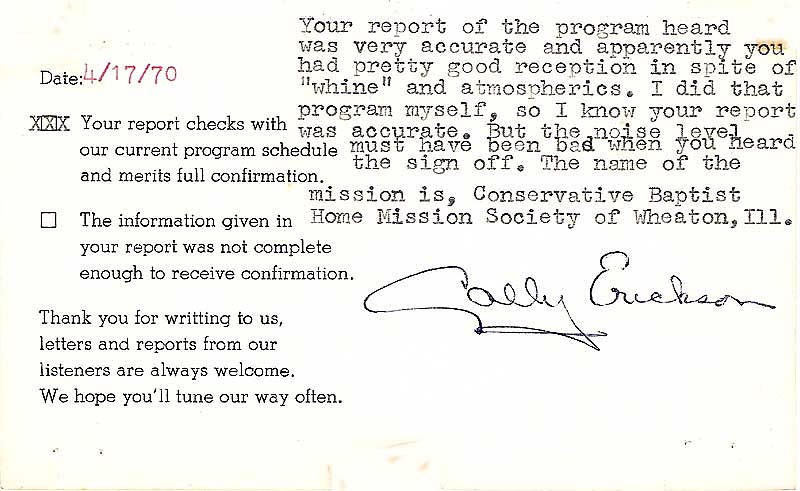 Date: 4/17/70
XXX Your report checks with
our current program schedule
and merits full confirmation.
☐ The information given in
your report was not complete
enough to receive confirmation.
Thank you for writting to us,
letters and reports from our
listeners are always welcome.
We hope you'll tune our way often.
Your report of the program heard
was very accurate and apparently you
had pretty good reception in spite of
"whine" and atmospherics. I did that
program myself, so I know your report
was accurate. But the noise level
must have been bad when you heard
the sign off. The name of the
mission is, Conservative Baptist
Home Mission Society of Wheaton, Ill.
Erickson